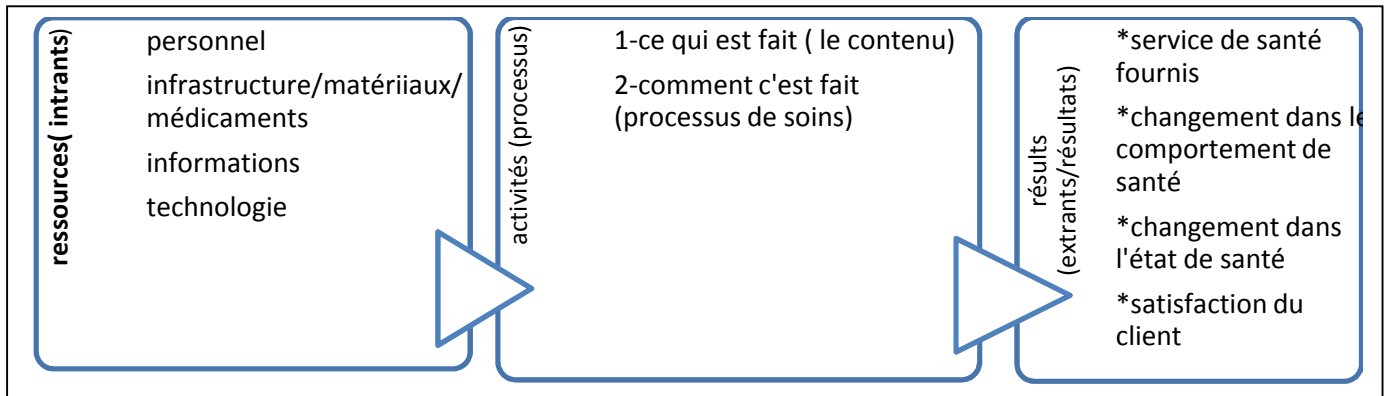 ressources( intrants)
personnel
infrastructure/matériiaux/
médicaments
informations
technologie
activités (processus)
1-ce qui est fait ( le contenu)
2-comment c'est fait
(processus de soins)
résults
(extrants/résultats)
*service de santé
fournis
*changement dans le
comportement de
santé
*changement dans
l'état de santé
*satisfaction du
client